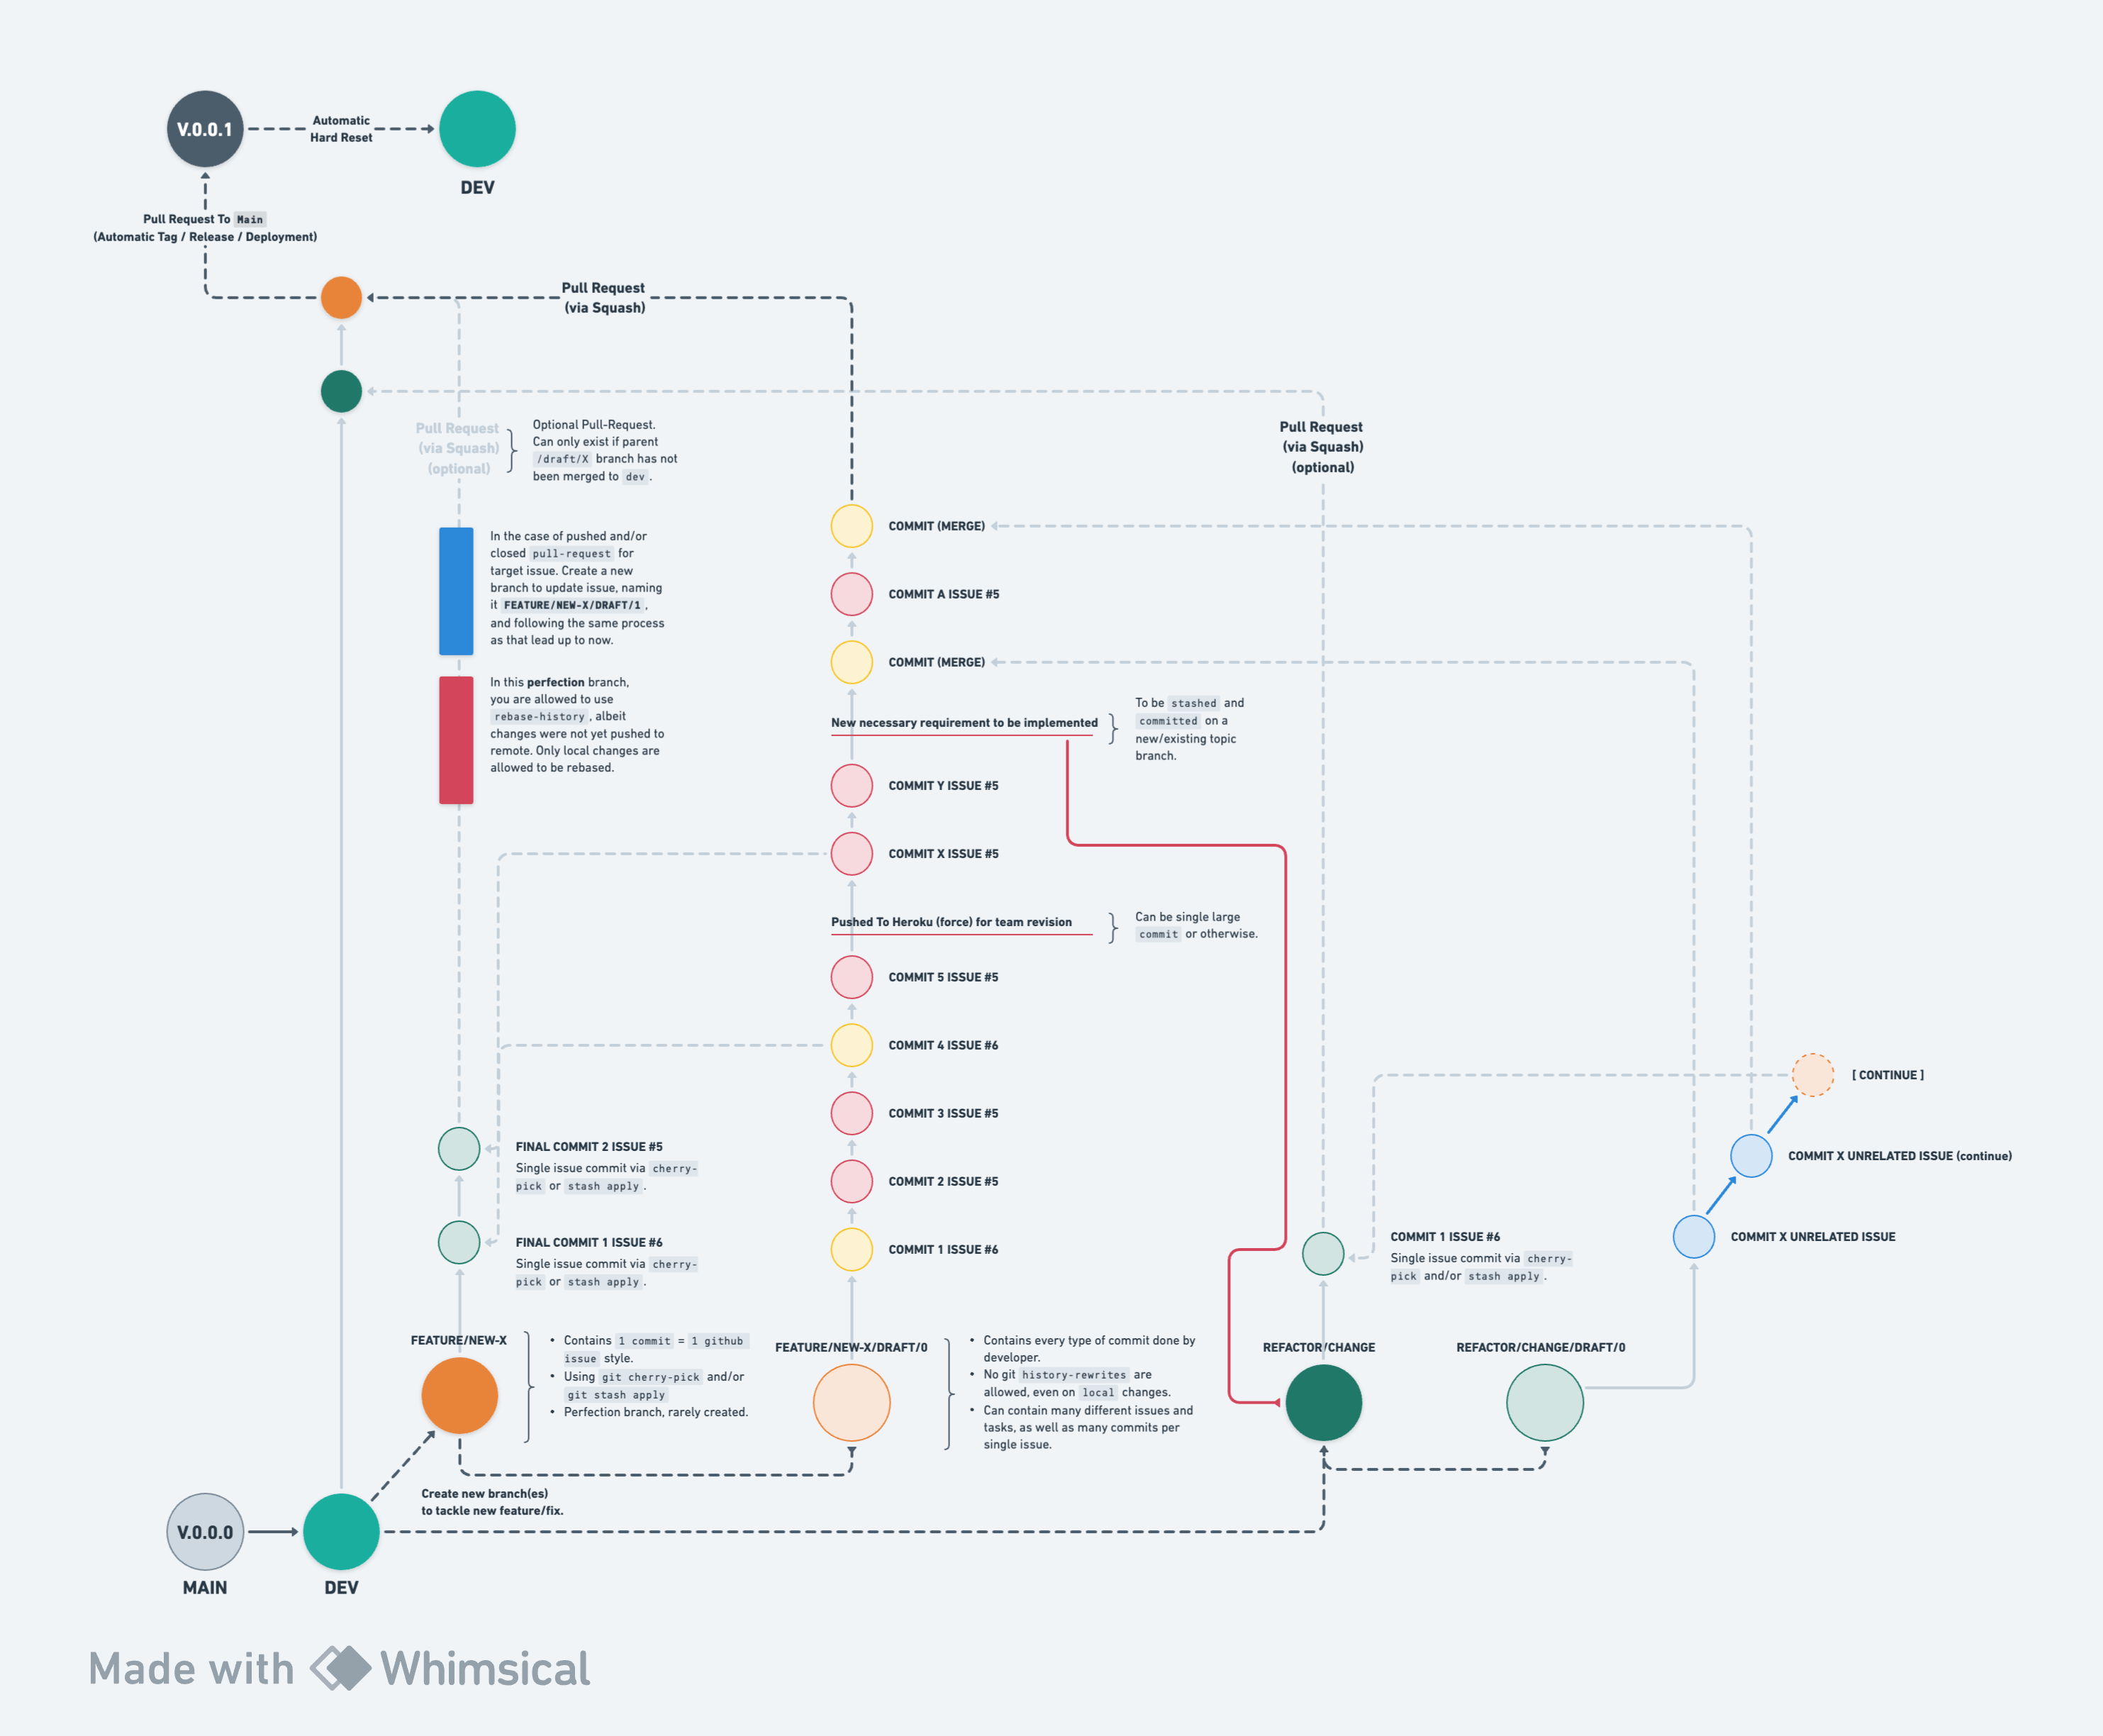 V.0.0.1
Automatic
Hard Reset
DEV
Pull Request To Main
(Automatic Tag / Release / Deployment)
Pull Request
(via Squash)
Pull Request
(via Squash)
(optional)
Optional Pull-Request.
Can only exist if parent
/draft/X branch has not
been merged to dev.
Pull Request
(via Squash)
(optional)
In the case of pushed and/or
closed pull-request for
target issue. Create a new
branch to update issue, naming
it FEATURE/NEW-X/DRAFT/1,
and following the same process
as that lead up to now.
In this perfection branch,
you are allowed to use
rebase-history, albeit
changes were not yet pushed to
remote. Only local changes are
allowed to be rebased.
COMMIT (MERGE)
COMMIT A ISSUE #5
COMMIT (MERGE)
New necessary requirement to be implemented
To be stashed and
committed on a
new/existing topic
branch.
COMMIT Y ISSUE #5
COMMIT X ISSUE #5
Pushed To Heroku (force) for team revision
Can be single large
commit or otherwise.
COMMIT 5 ISSUE #5
COMMIT 4 ISSUE #6
COMMIT 3 ISSUE #5
COMMIT 2 ISSUE #5
COMMIT 1 ISSUE #6
[ CONTINUE ]
COMMIT X UNRELATED ISSUE (continue)
COMMIT X UNRELATED ISSUE
FINAL COMMIT 2 ISSUE #5
Single issue commit via cherry-
pick or stash apply.
FINAL COMMIT 1 ISSUE #6
Single issue commit via cherry-
pick or stash apply.
COMMIT 1 ISSUE #6
Single issue commit via cherry-
pick and/or stash apply.
FEATURE/NEW-X
• Contains 1 commit = 1 github
issue style.
• Using git cherry-pick and/or
git stash apply
• Perfection branch, rarely created.
FEATURE/NEW-X/DRAFT/0
• Contains every type of commit done by
developer.
• No git history-rewrites are
allowed, even on local changes.
• Can contain many different issues and
tasks, as well as many commits per
single issue.
REFACTOR/CHANGE
REFACTOR/CHANGE/DRAFT/0
Create new branch(es)
to tackle new feature/fix.
V.0.0.0
MAIN
DEV
Made with Whimsical